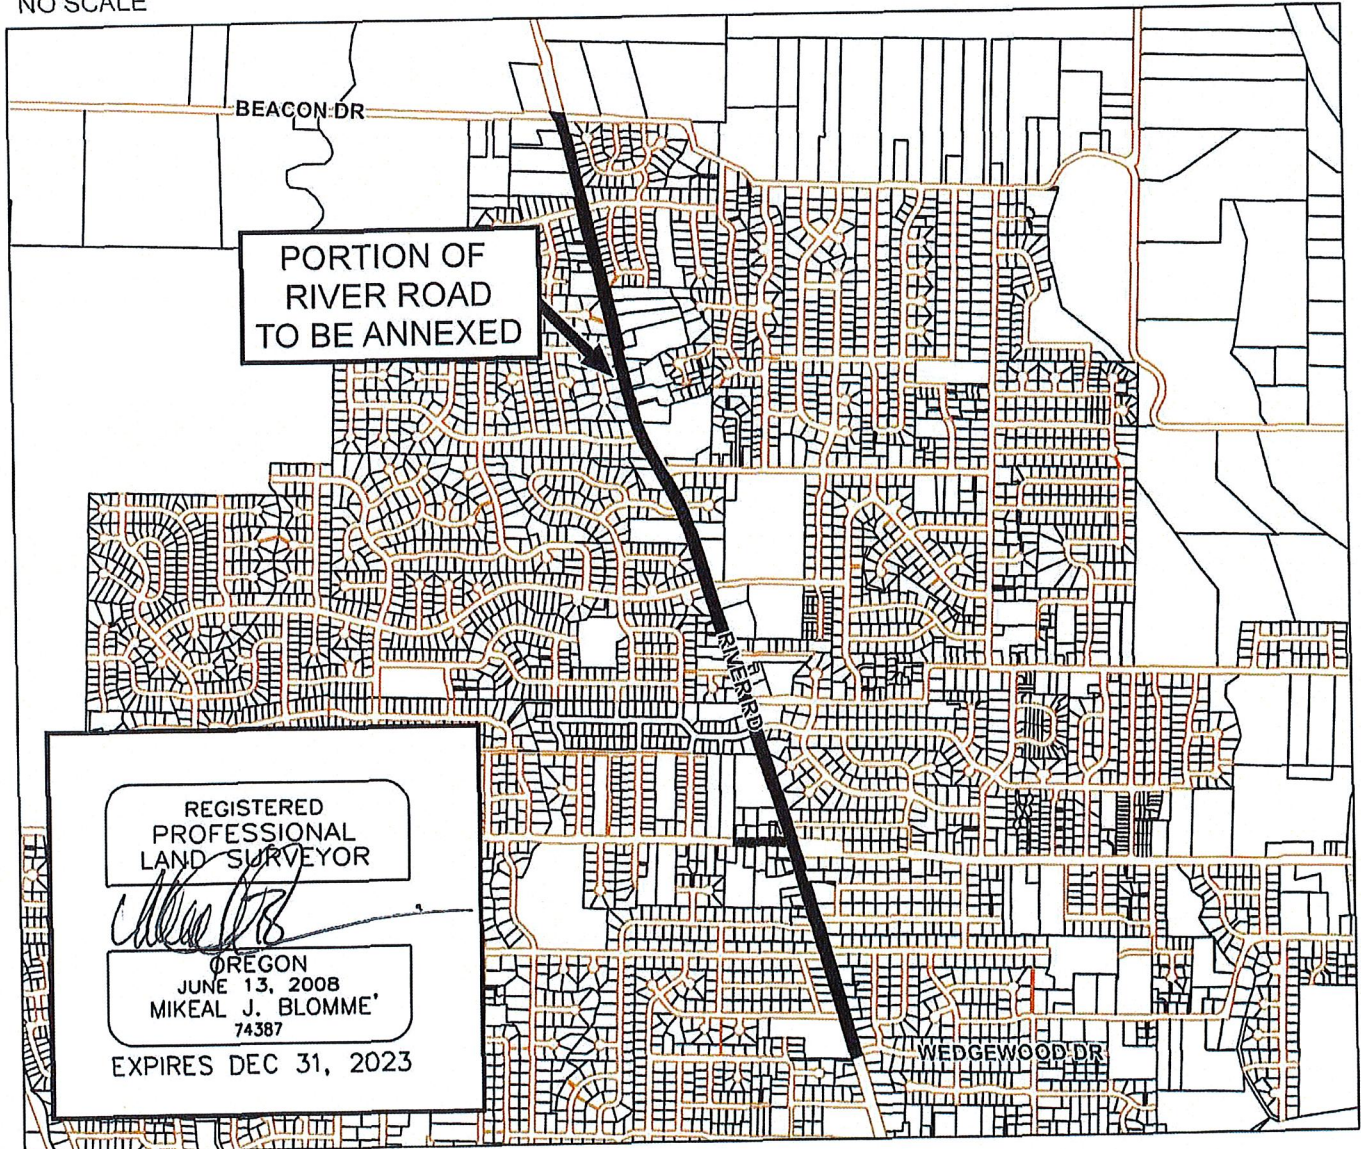 NO SCALE
BEACON DR
PORTION OF
RIVER ROAD
TO BE ANNEXED
RIVER RD
REGISTERED
PROFESSIONAL
LAND SURVEYOR
OREGON
JUNE 13, 2008
MIKEAL J. BLOMME'
74387
EXPIRES DEC 31, 2023
WEDGEWOOD DR